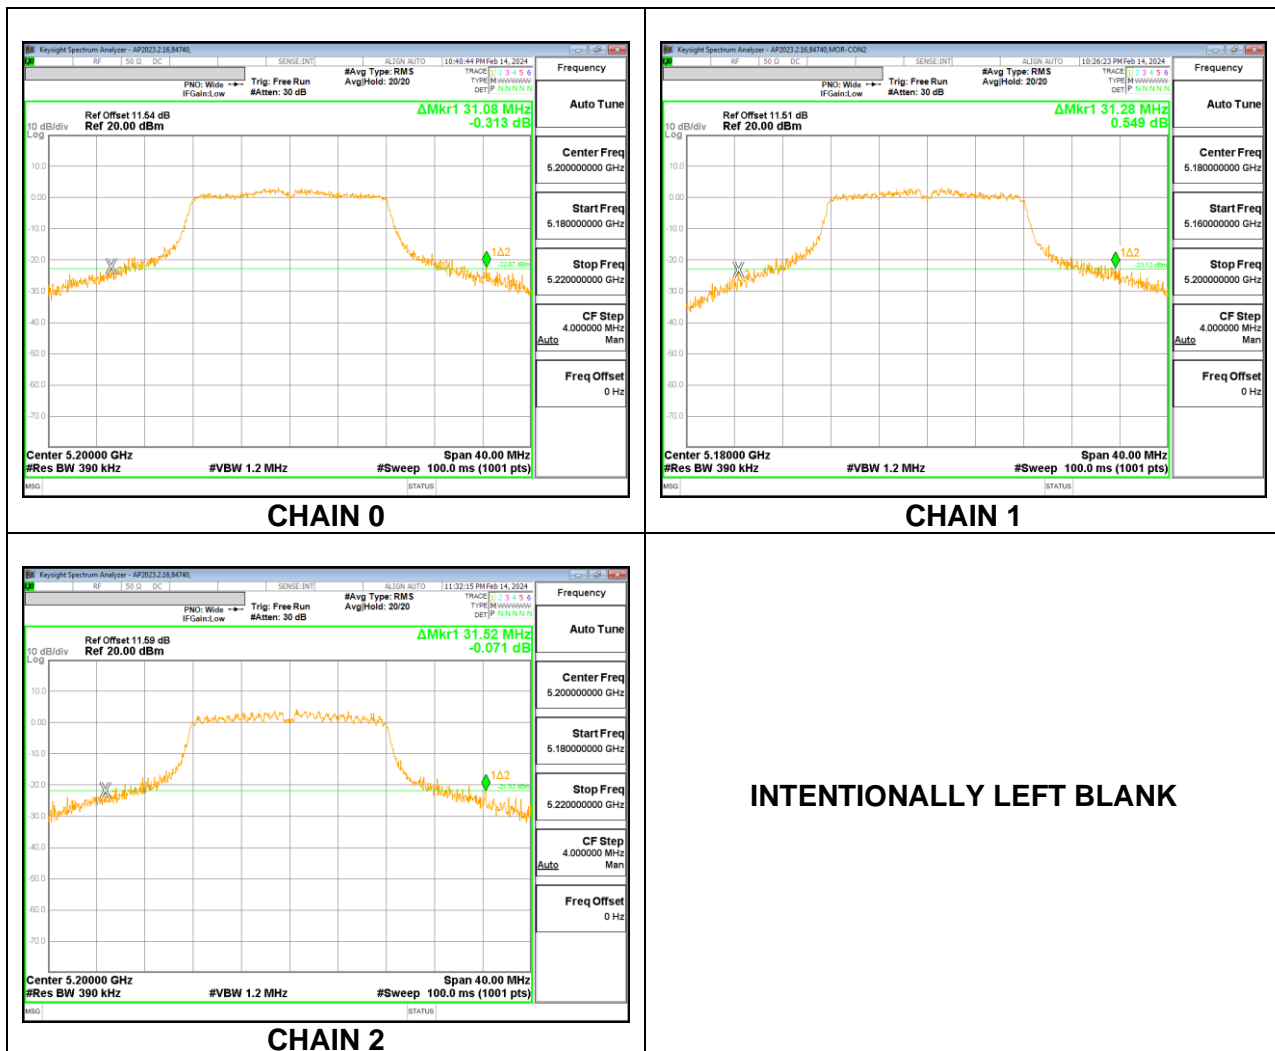 Keysight Spectrum Analyzer - AP2023.2.16,84740,
RF 50 Ω DC SENSE:INT ALIGN AUTO 10:40:44 PM Feb 14, 2024
#Avg Type: RMS TRACE 1 2 3 4 5 6
PNO: Wide Trig: Free Run Avg|Hold: 20/20 TYPE M WWWWW
IFGain:Low #Atten: 30 dB DET P N N N N N
ΔMkr1 31.08 MHz
-0.313 dB
Ref Offset 11.54 dB
10 dB/div Ref 20.00 dBm
Log
10.0
0.00
-10.0
-20.0
-30.0
-40.0
-50.0
-60.0
-70.0
1Δ2
-22.87 dBm
Center 5.20000 GHz Span 40.00 MHz
#Res BW 390 kHz #VBW 1.2 MHz #Sweep 100.0 ms (1001 pts)
MSG STATUS
Frequency
Auto Tune
Center Freq
5.200000000 GHz
Start Freq
5.180000000 GHz
Stop Freq
5.220000000 GHz
CF Step
4.000000 MHz
Auto Man
Freq Offset
0 Hz
CHAIN 0
Keysight Spectrum Analyzer - AP2023.2.16,84740,MOR-CON2
RF 50 Ω DC SENSE:INT ALIGN AUTO 10:26:23 PM Feb 14, 2024
#Avg Type: RMS TRACE 1 2 3 4 5 6
PNO: Wide Trig: Free Run Avg|Hold: 20/20 TYPE M WWWWW
IFGain:Low #Atten: 30 dB DET P N N N N N
ΔMkr1 31.28 MHz
0.549 dB
Ref Offset 11.51 dB
10 dB/div Ref 20.00 dBm
Log
10.0
0.00
-10.0
-20.0
-30.0
-40.0
-50.0
-60.0
-70.0
1Δ2
-23.12 dBm
Center 5.18000 GHz Span 40.00 MHz
#Res BW 390 kHz #VBW 1.2 MHz #Sweep 100.0 ms (1001 pts)
MSG STATUS
Frequency
Auto Tune
Center Freq
5.180000000 GHz
Start Freq
5.160000000 GHz
Stop Freq
5.200000000 GHz
CF Step
4.000000 MHz
Auto Man
Freq Offset
0 Hz
CHAIN 1
Keysight Spectrum Analyzer - AP2023.2.16,84740,
RF 50 Ω DC SENSE:INT ALIGN AUTO 11:32:15 PM Feb 14, 2024
#Avg Type: RMS TRACE 1 2 3 4 5 6
PNO: Wide Trig: Free Run Avg|Hold: 20/20 TYPE M WWWWW
IFGain:Low #Atten: 30 dB DET P N N N N N
ΔMkr1 31.52 MHz
-0.071 dB
Ref Offset 11.59 dB
10 dB/div Ref 20.00 dBm
Log
10.0
0.00
-10.0
-20.0
-30.0
-40.0
-50.0
-60.0
-70.0
1Δ2
Center 5.20000 GHz Span 40.00 MHz
#Res BW 390 kHz #VBW 1.2 MHz #Sweep 100.0 ms (1001 pts)
MSG STATUS
Frequency
Auto Tune
Center Freq
5.200000000 GHz
Start Freq
5.180000000 GHz
Stop Freq
5.220000000 GHz
CF Step
4.000000 MHz
Auto Man
Freq Offset
0 Hz
CHAIN 2
INTENTIONALLY LEFT BLANK